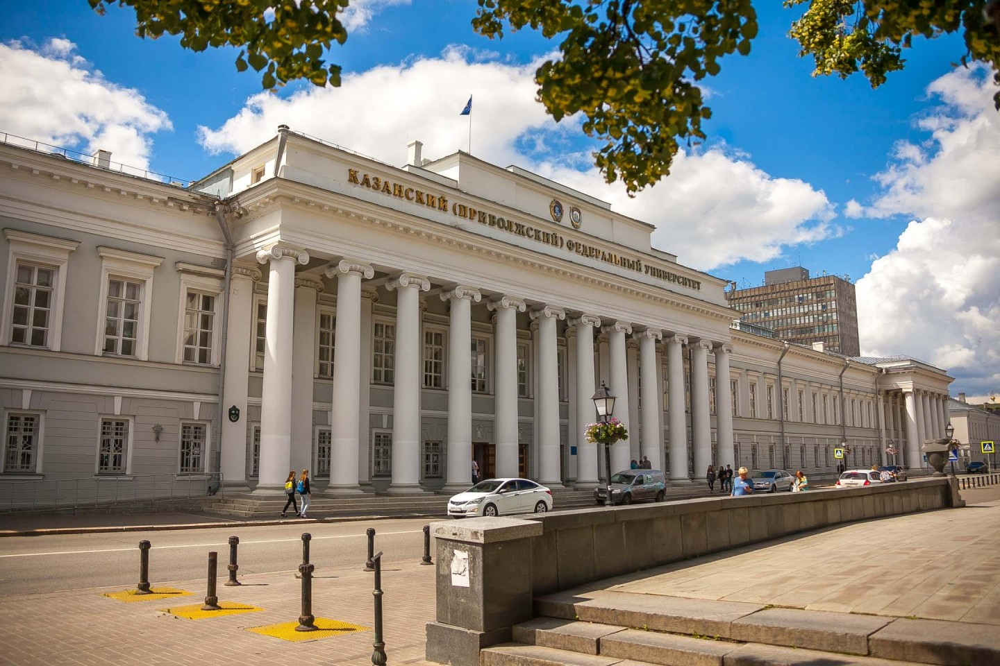 КАЗАНСКИЙ (ПРИВОЛЖСКИЙ) ФЕДЕРАЛЬНЫЙ УНИВЕРСИТЕТ